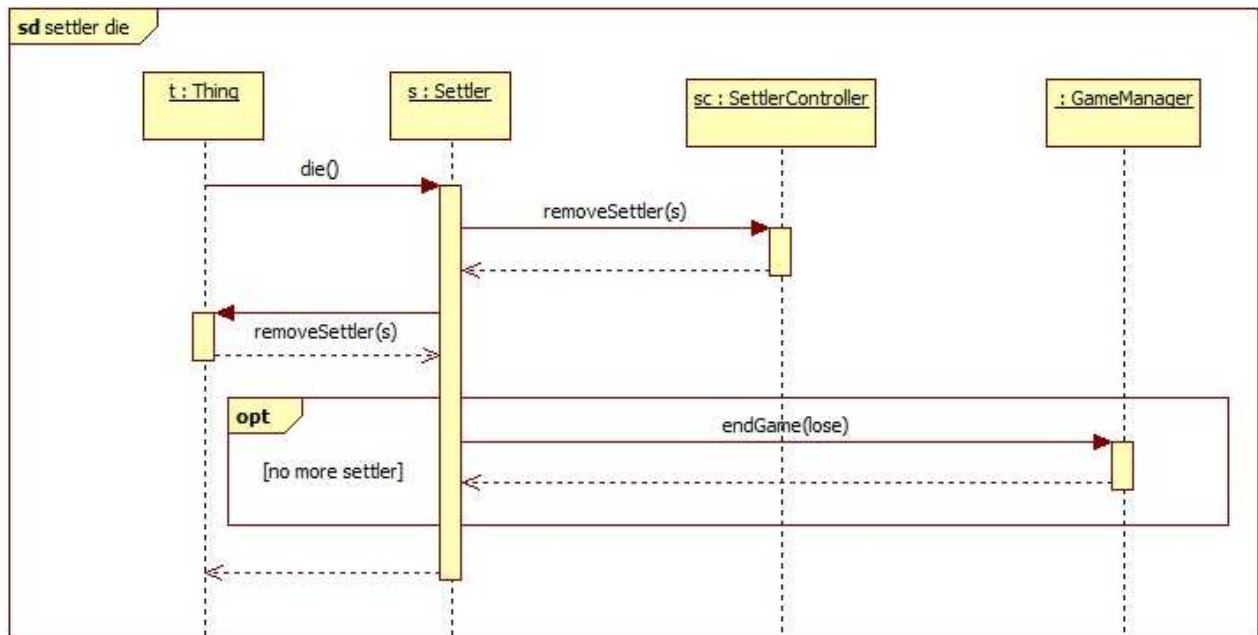 sd settler die
t : Thing
s : Settler
sc : SettlerController
: GameManager
die()
removeSettler(s)
removeSettler(s)
opt
endGame(lose)
[no more settler]